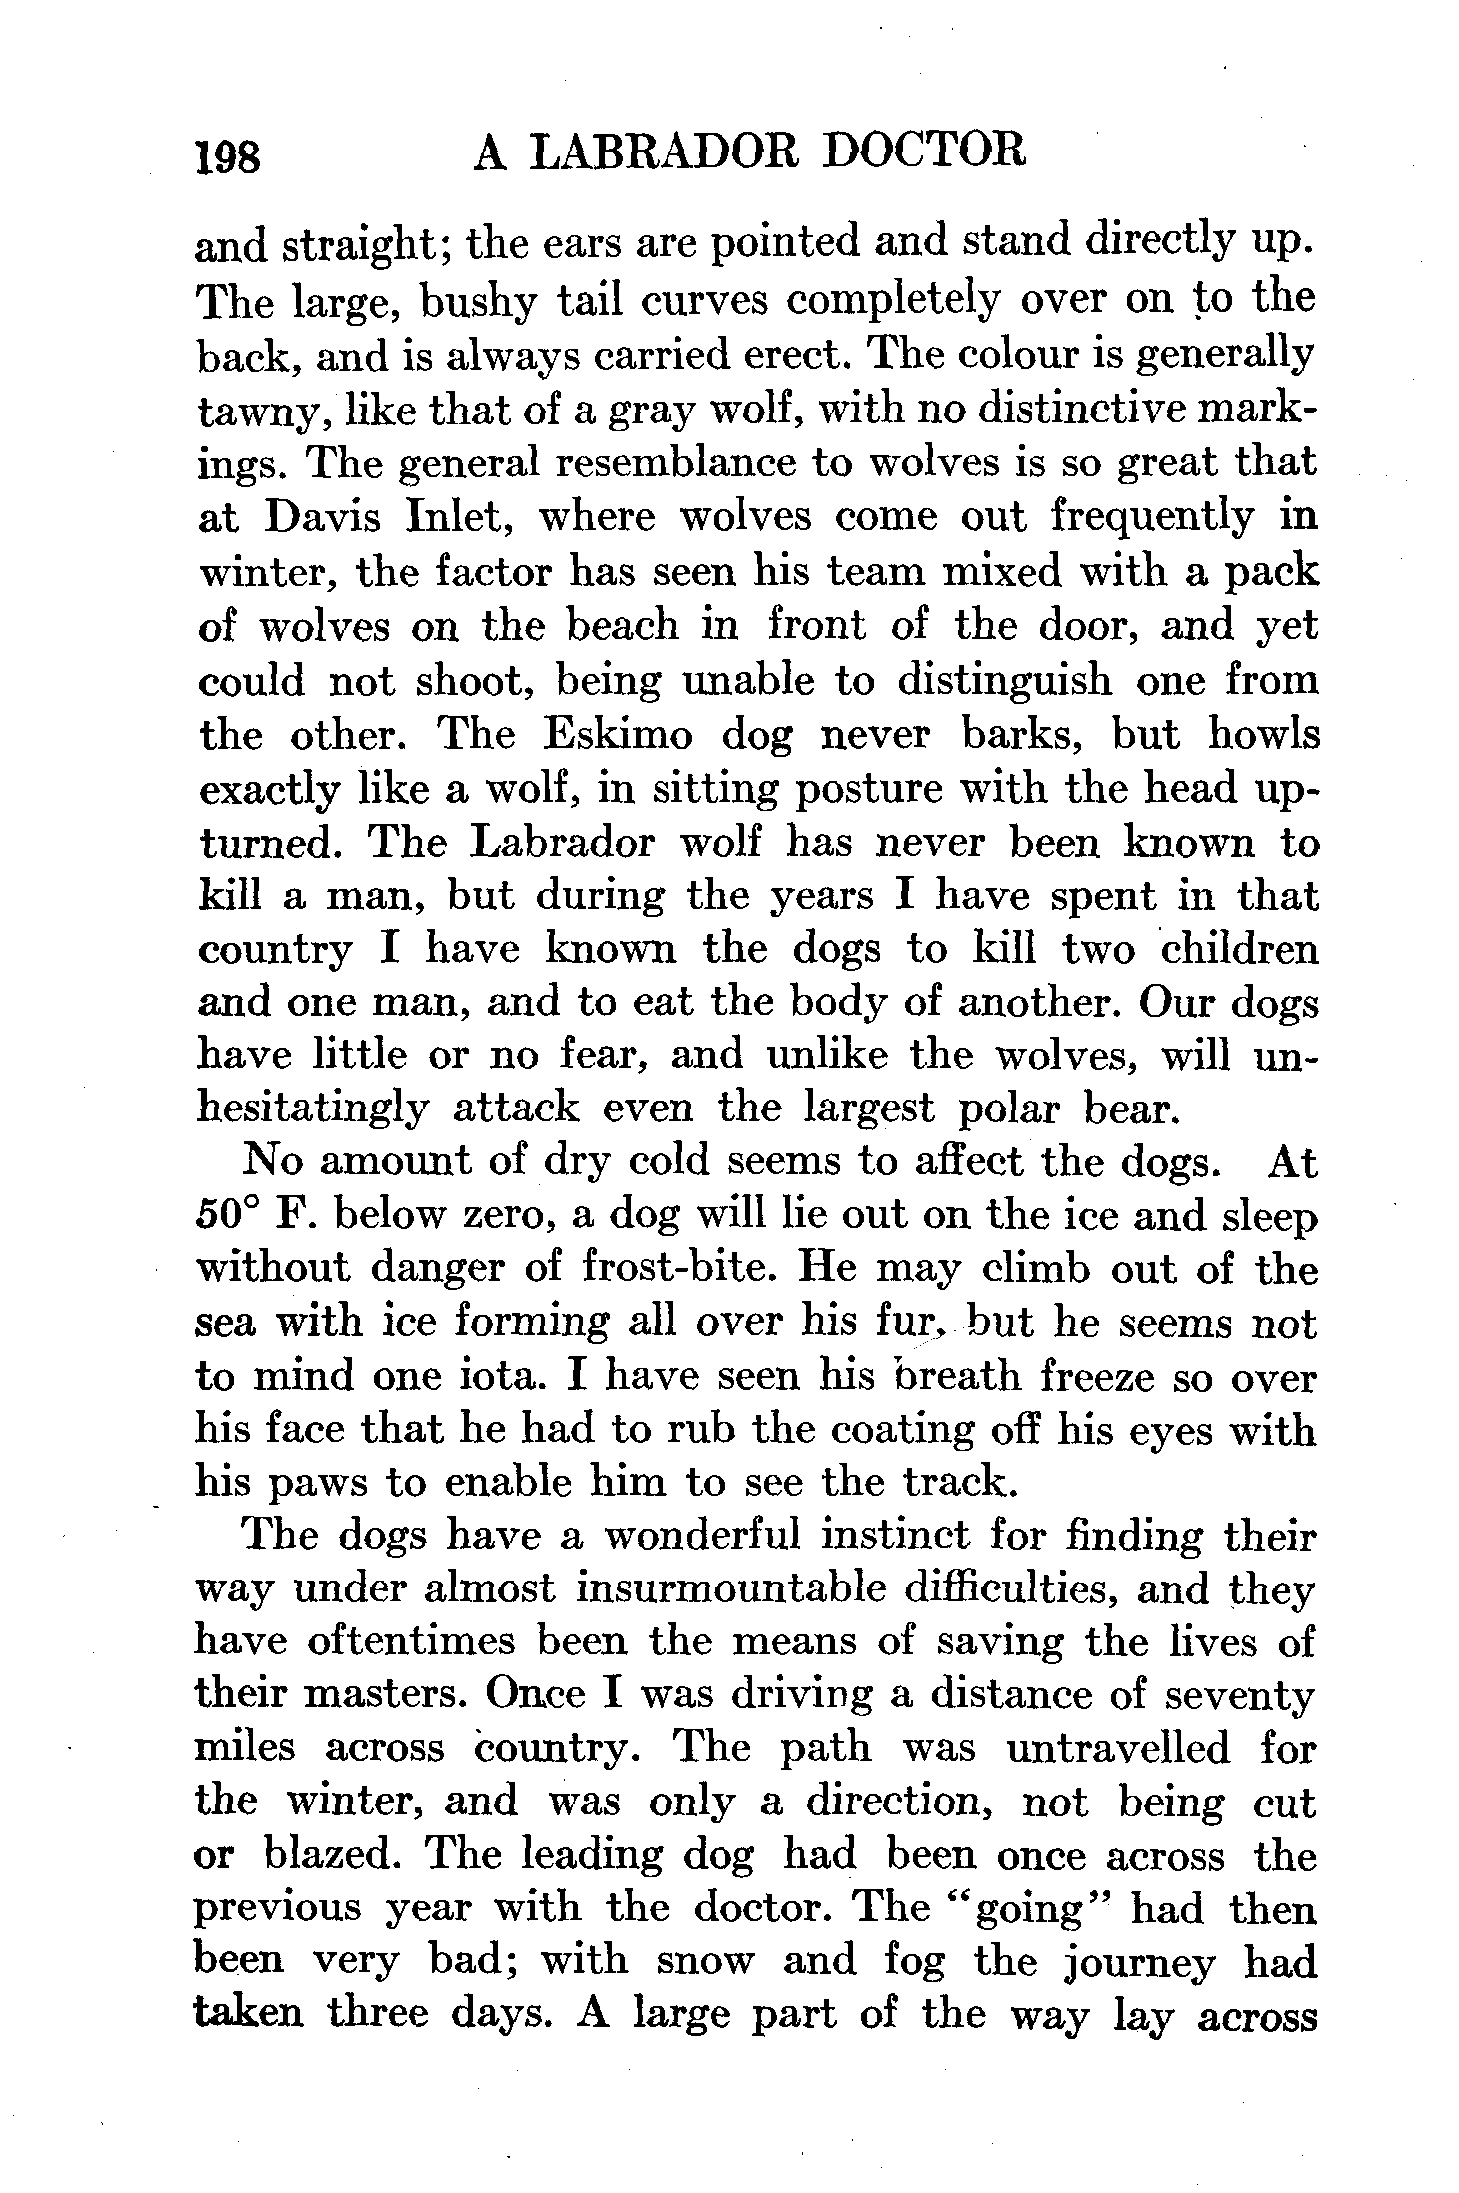 198 A LABRADOR DOCTOR
and straight; the ears are pointed and stand directly up.
The large, bushy tail curves completely over on to the
back, and is always carried erect. The colour is generally
tawny, like that of a gray wolf, with no distinctive mark-
ings. The general resemblance to wolves is so great that
at Davis Inlet, where wolves come out frequently in
winter, the factor has seen his team mixed with a pack
of wolves on the beach in front of the door, and yet
could not shoot, being unable to distinguish one from
the other. The Eskimo dog never barks, but howls
exactly like a wolf, in sitting posture with the head up-
turned. The Labrador wolf has never been known to
kill a man, but during the years I have spent in that
country I have known the dogs to kill two children
and one man, and to eat the body of another. Our dogs
have little or no fear, and unlike the wolves, will un-
hesitatingly attack even the largest polar bear.
No amount of dry cold seems to affect the dogs. At
50° F. below zero, a dog will lie out on the ice and sleep
without danger of frost-bite. He may climb out of the
sea with ice forming all over his fur, but he seems not
to mind one iota. I have seen his breath freeze so over
his face that he had to rub the coating off his eyes with
his paws to enable him to see the track.
The dogs have a wonderful instinct for finding their
way under almost insurmountable difficulties, and they
have oftentimes been the means of saving the lives of
their masters. Once I was driving a distance of seventy
miles across country. The path was untravelled for
the winter, and was only a direction, not being cut
or blazed. The leading dog had been once across the
previous year with the doctor. The "going" had then
been very bad; with snow and fog the journey had
taken three days. A large part of the way lay across